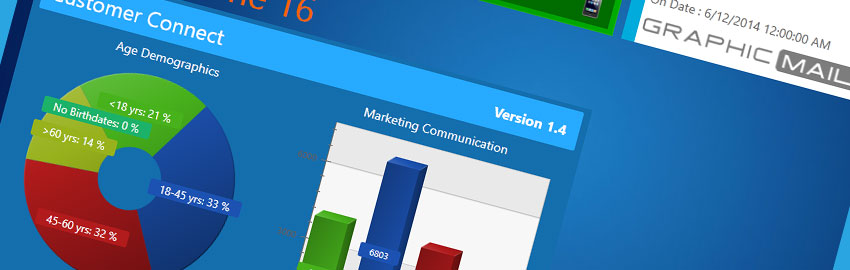 16
On Date : 6/12/2014 12:00:00 AM
GRAPHIC MAIL
Customer Connect
Version 1.4
Age Demographics
<18 yrs: 21 %
No Birthdates: 0 %
>60 yrs: 14 %
18-45 yrs: 33 %
45-60 yrs: 32 %
Marketing Communication
6803